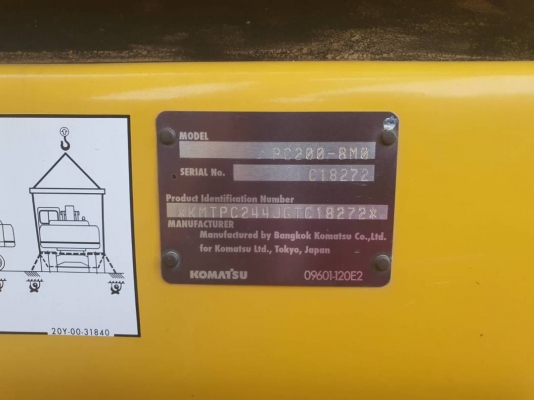 MODEL
PC200-8M0
SERIAL No.
C18272
Product Identification Number
*KMTPC244JGTC18272*
MANUFACTURER
Manufactured by Bangkok Komatsu Co.,Ltd.
for Komatsu Ltd., Tokyo, Japan
KOMATSU
09601-120E2
20Y-00-31840